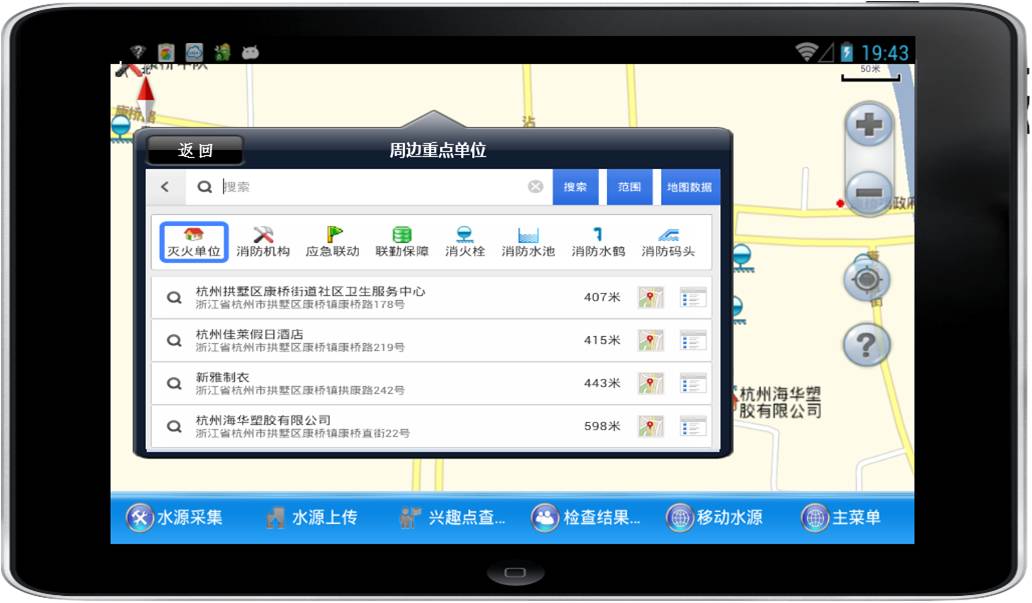 19:43
50米
北
沾
返回
周边重点单位
搜索
搜索
范围
地图数据
灭火单位
消防机构
应急联动
联勤保障
消火栓
消防水池
消防水鹤
消防码头
杭州拱墅区康桥街道社区卫生服务中心
浙江省杭州市拱墅区康桥镇康桥路178号
407米
杭州佳莱假日酒店
浙江省杭州市拱墅区康桥镇康桥路219号
415米
新雅制衣
浙江省杭州市拱墅区康桥镇拱康路242号
443米
杭州海华塑胶有限公司
浙江省杭州市拱墅区康桥镇康桥直街22号
598米
杭州海华塑
胶有限公司
?
水源采集
水源上传
兴趣点查...
检查结果...
移动水源
主菜单